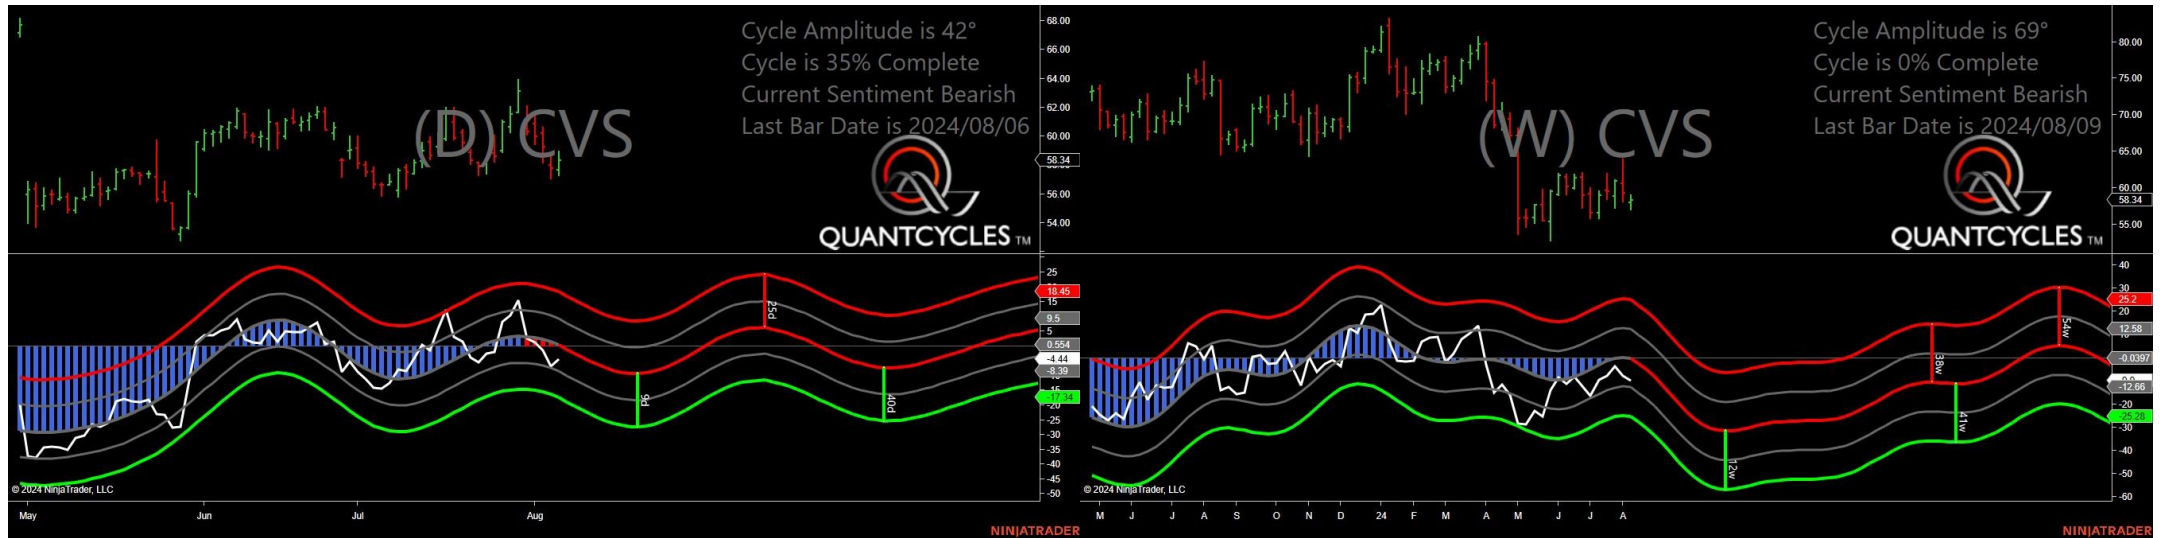 Cycle Amplitude is 42°
Cycle is 35% Complete
Current Sentiment Bearish
Last Bar Date is 2024/08/06
(D) CVS
QUANTCYCLES TM
68.00
66.00
64.00
62.00
60.00
58.34
56.00
54.00
25
18.45
15
9.5
5
0.554
-4.44
-8.39
-17.34
-20
-25
-30
-35
-40
-45
-50
9d
25d
40d
© 2024 NinjaTrader, LLC
May Jun Jul Aug
NINJATRADER
Cycle Amplitude is 69°
Cycle is 0% Complete
Current Sentiment Bearish
Last Bar Date is 2024/08/09
(W) CVS
QUANTCYCLES TM
80.00
75.00
70.00
65.00
60.00
58.34
55.00
40
30
25.2
20
12.58
-0.0397
-12.66
-20
-25.28
-30
-40
-50
-60
12w
38w
41w
54w
© 2024 NinjaTrader, LLC
M J J A S O N D 24 F M A M J J A
NINJATRADER